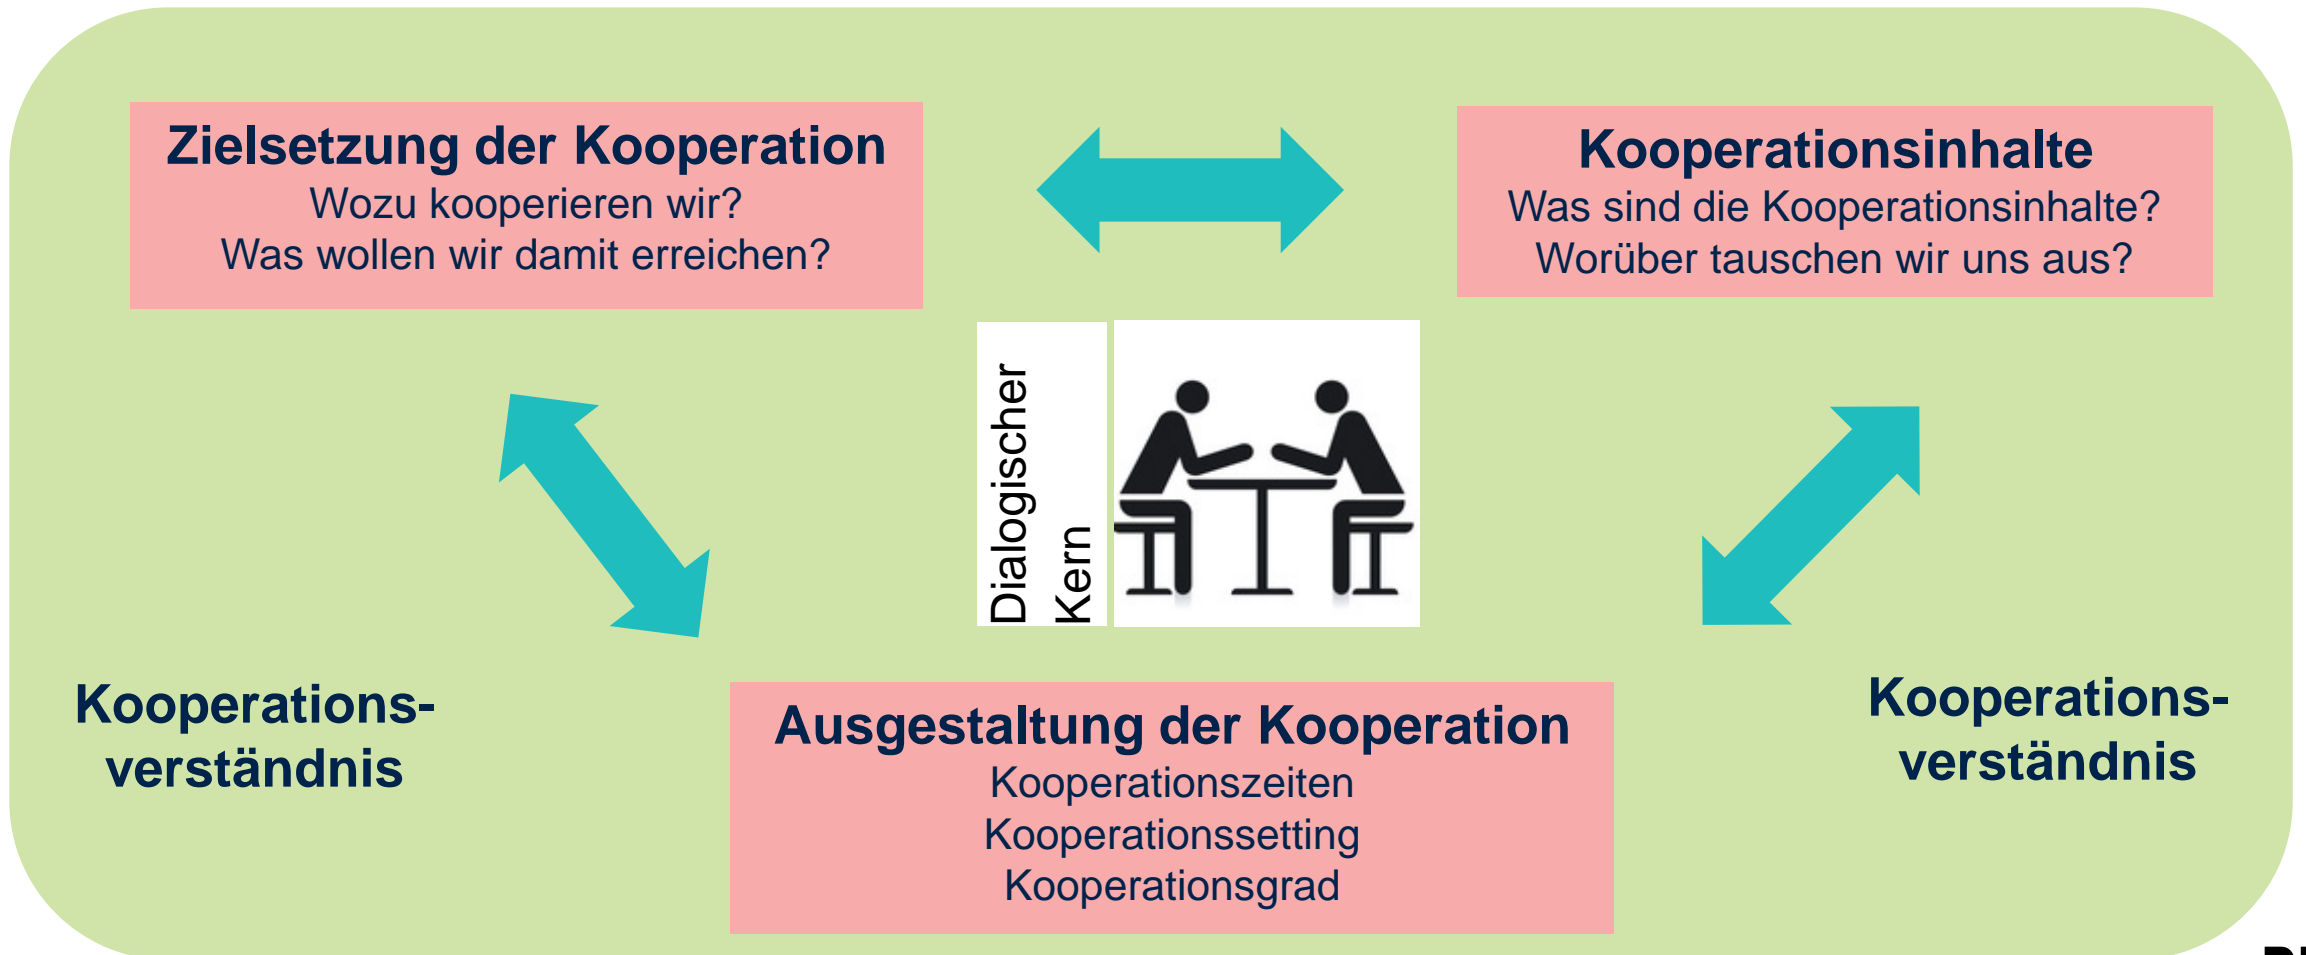 Zielsetzung der Kooperation
Wozu kooperieren wir?
Was wollen wir damit erreichen?
Kooperationsinhalte
Was sind die Kooperationsinhalte?
Worüber tauschen wir uns aus?
Dialogischer
Kern
Kooperations-
verständnis
Ausgestaltung der Kooperation
Kooperationszeiten
Kooperationssetting
Kooperationsgrad
Kooperations-
verständnis